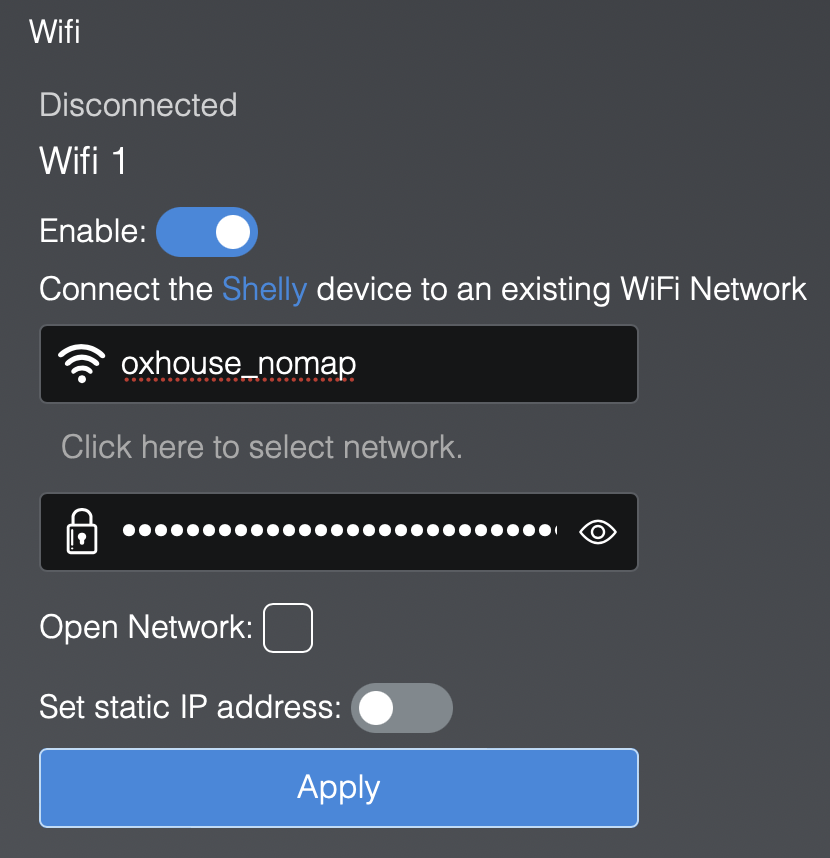 Wifi
Disconnected
Wifi 1
Enable:
Connect the Shelly device to an existing WiFi Network
oxhouse_nomap
Click here to select network.
Open Network:
Set static IP address:
Apply